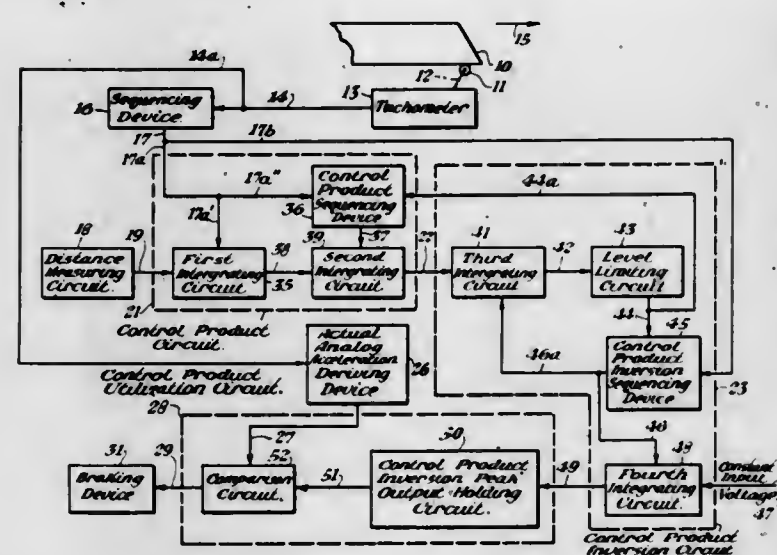 14a
15
10
12
11
13
Tachometer
14
16
Sequencing
Device
17
17a
17b
17a"
17a'
36
Control
Product
Sequencing
Device
44a
37
18
Distance
Measuring
Circuit.
19
First
Intergrating
Circuit
35
38
39
Second
Intergrating
Circuit
22
41
Third
Intergrating
Circuit
42
43
Level
Limiting
Circuit
21
Control Product
Circuit.
44
45
Control
Product
Inversion
Sequencing
Device
23
46a
46
Actual
Analog
Acceleration
Deriving
Device
26
Control Product
Utilization Circuit.
28
27
31
Braking
Device
29
52
Comparison
Circuit.
51
50
Control Product
Inversion Peak
Output Holding
Circuit.
49
48
Fourth
Integrating
Circuit.
Constant
Input
Voltage
47
Control Product
Inversion Circuit